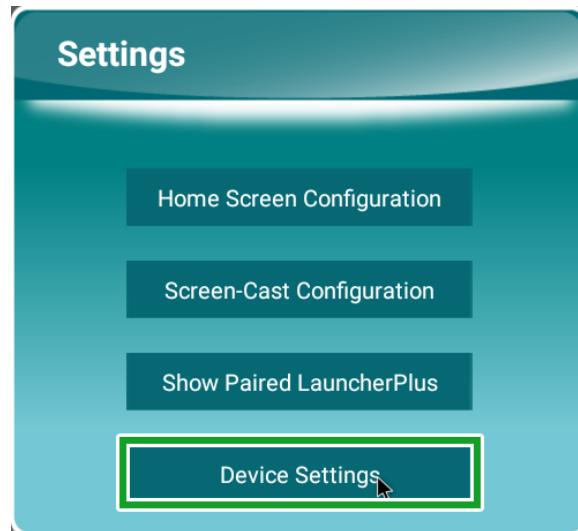 Settings
Home Screen Configuration
Screen-Cast Configuration
Show Paired LauncherPlus
Device Settings